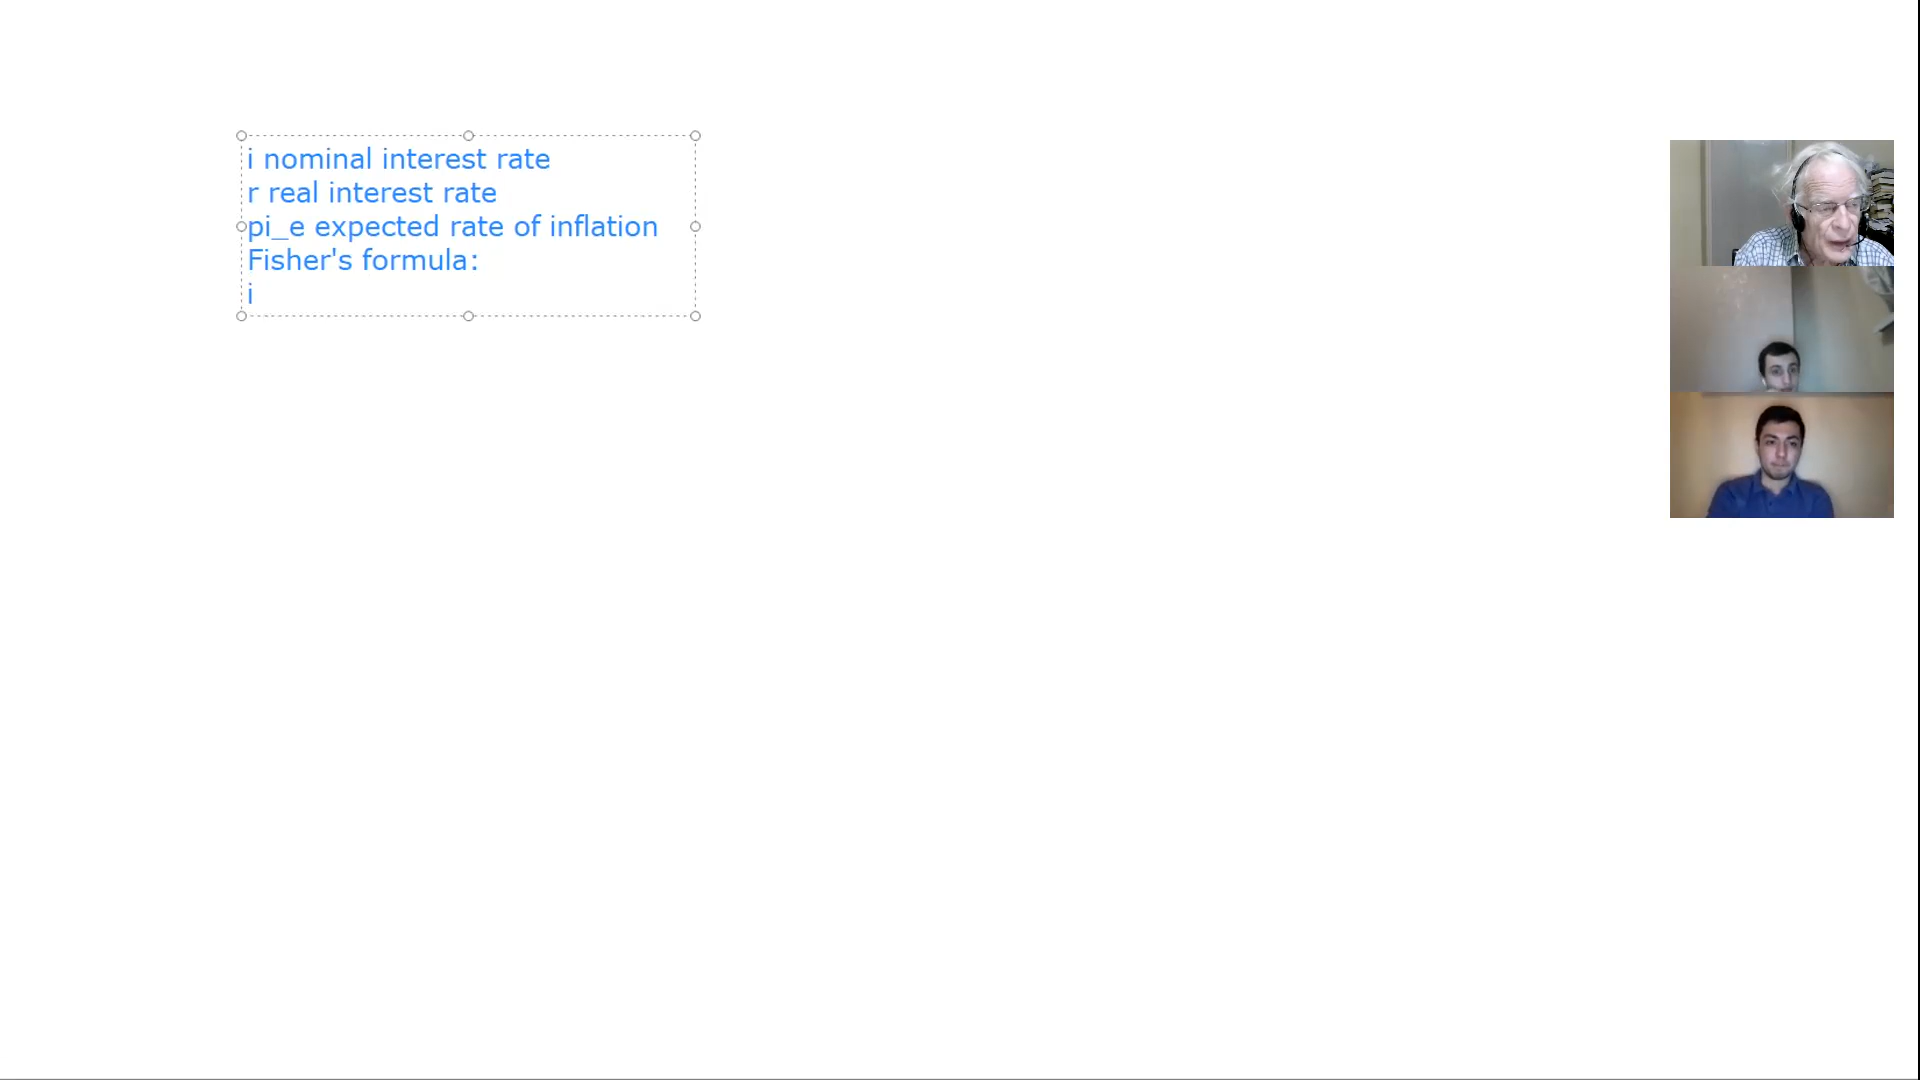 i nominal interest rate
r real interest rate
pi_e expected rate of inflation
Fisher's formula:
i